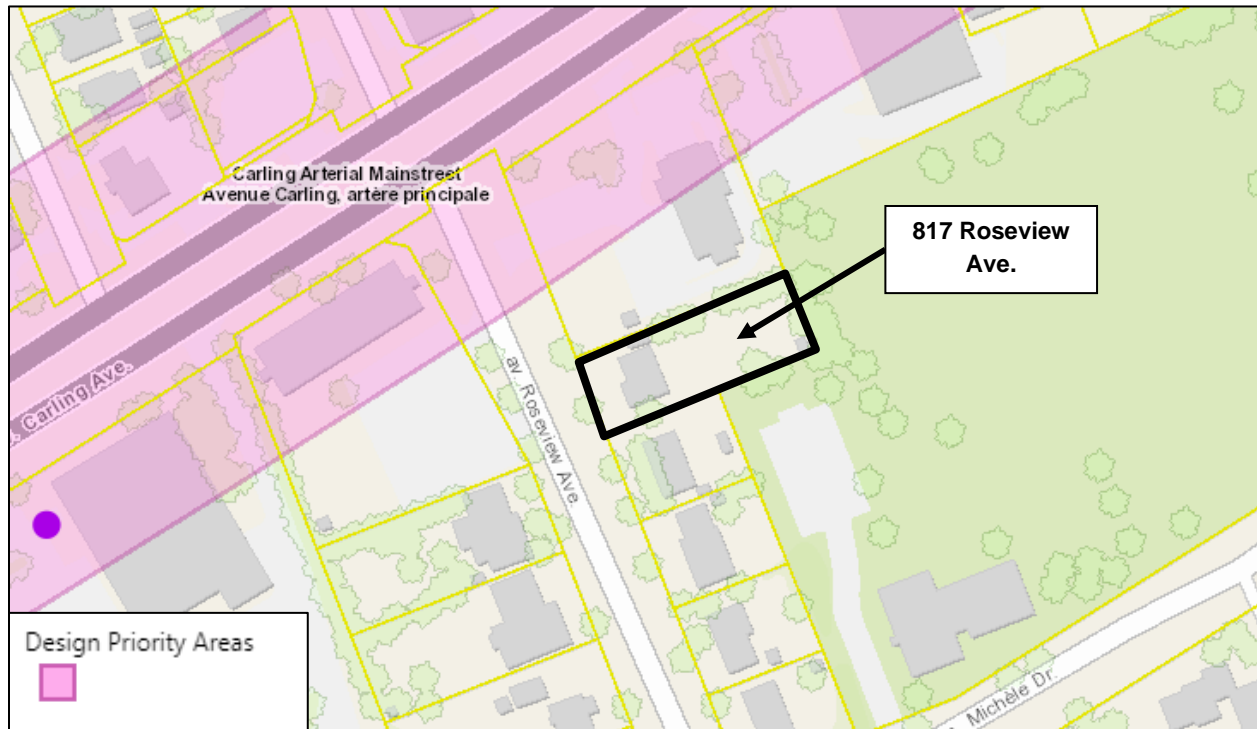 Carling Arterial Mainstreet
Avenue Carling, artère principale
817 Roseview
Ave.
Carling Ave.
av. Roseview Ave
Michèle Dr.
Design Priority Areas